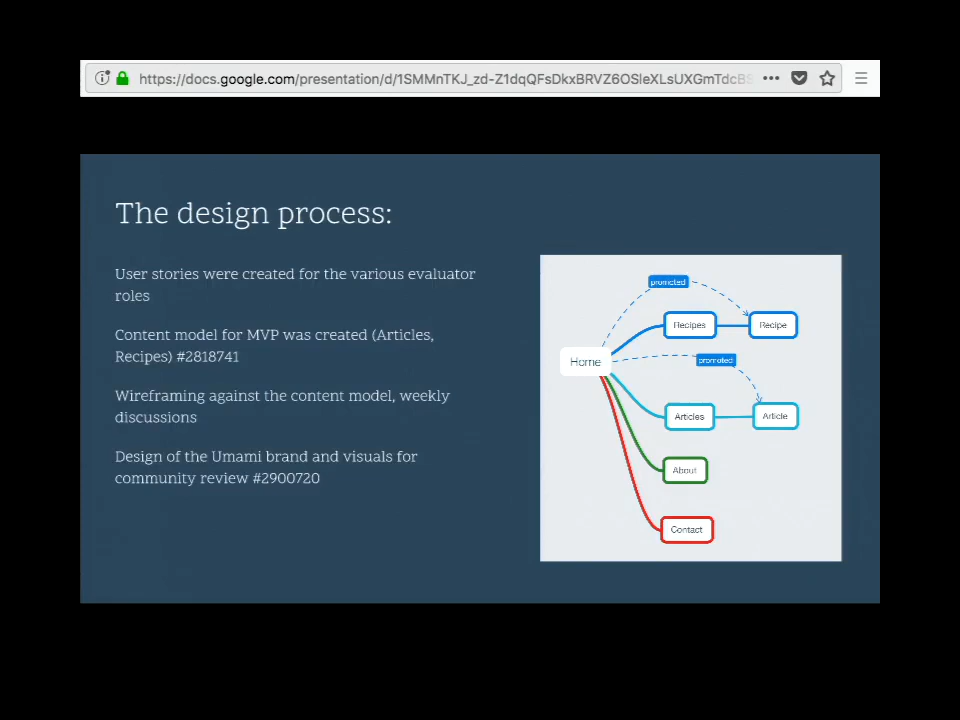 https://docs.google.com/presentation/d/1SMMnTKJ_zd-Z1dqQFsDkxBRVZ6OSleXLsUXGmTdcBS
The design process:
User stories were created for the various evaluator
roles
Content model for MVP was created (Articles,
Recipes) #2818741
Wireframing against the content model, weekly
discussions
Design of the Umami brand and visuals for
community review #2900720
promoted
Recipes
Recipe
Home
promoted
Articles
Article
About
Contact